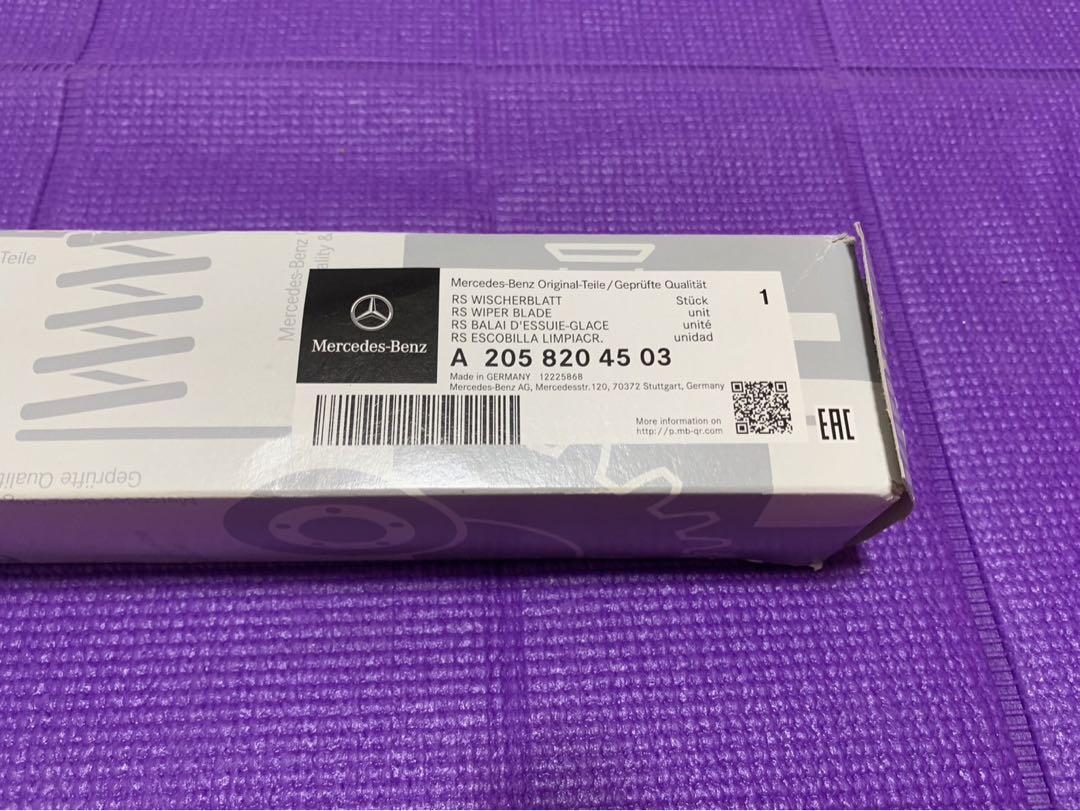 Teile
Mercedes-Benz
ality &
Mercedes-Benz
Mercedes-Benz Original-Teile/Geprüfte Qualität
RS WISCHERBLATT Stück 1
RS WIPER BLADE unit
RS BALAI D'ESSUIE-GLACE unité
RS ESCOBILLA LIMPIACR. unidad
A 205 820 45 03
Made in GERMANY 12225868
Mercedes-Benz AG, Mercedesstr.120, 70372 Stuttgart, Germany
More information on
http://p.mb-qr.com
EAC
Geprüfte Qualit